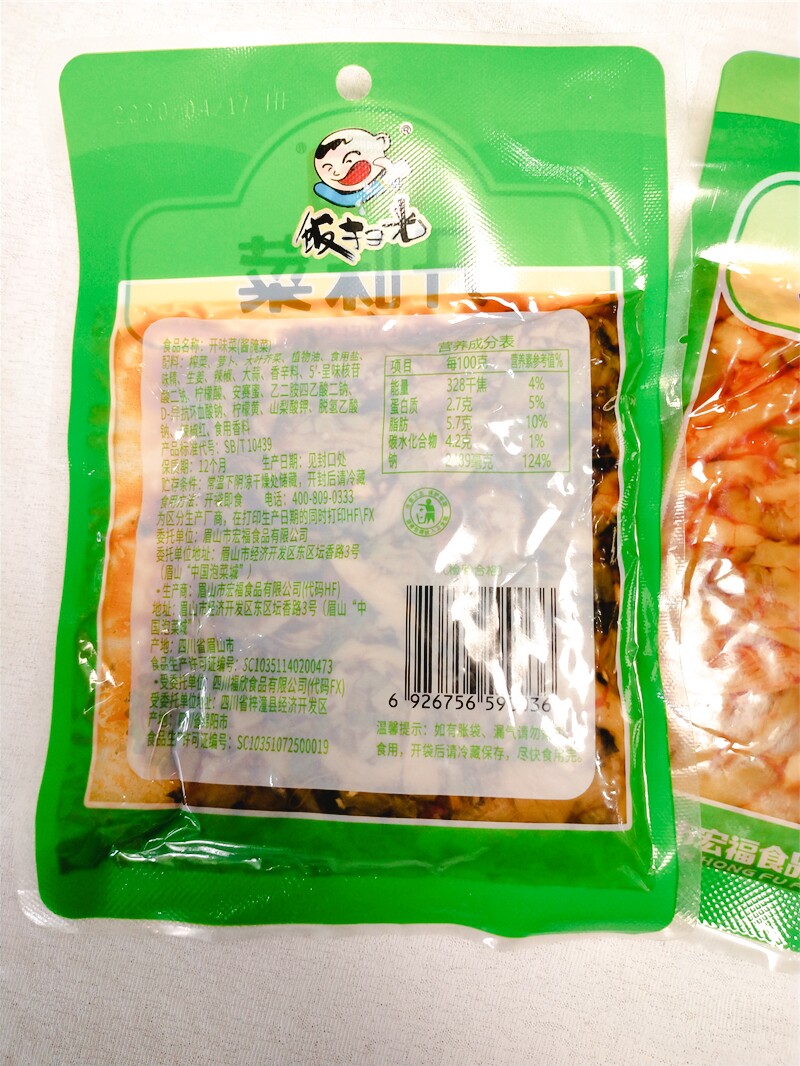 2020/04/17 HF
饭扫光
®
食品名称：开味菜(酱腌菜)
配料：榨菜、萝卜、大叶芥菜、植物油、食用盐、
味精、生姜、辣椒、大蒜、香辛料、5'-呈味核苷
酸二钠、柠檬酸、安赛蜜、乙二胺四乙酸二钠、
D-异抗坏血酸钠、柠檬黄、山梨酸钾、脱氢乙酸
钠、辣椒红、食用香料
产品标准代号：SB/T 10439
保质期：12个月 生产日期：见封口处
贮存条件：常温下阴凉干燥处储藏，开封后请冷藏
食用方法：开袋即食 电话：400-809-0333
为区分生产厂商，在打印生产日期的同时打印HF\FX
委托单位：眉山市宏福食品有限公司
委托单位地址：眉山市经济开发区东区坛香路3号
(眉山“中国泡菜城”)
•生产商：眉山市宏福食品有限公司(代码HF)
地址：眉山市经济开发区东区坛香路3号（眉山“中
国泡菜城”
产地：四川省眉山市
食品生产许可证编号：SC10351140200473
•受委托单位：四川福欣食品有限公司(代码FX)
受委托单位地址：四川省梓潼县经济开发区
食品生产许可证编号：SC10351072500019
营养成分表
项目 每100克 营养素参考值%
能量 328千焦 4%
蛋白质 2.7克 5%
脂肪 5.7克 10%
碳水化合物 4.2克 1%
钠 124%
6 926756 59
温馨提示：如有胀袋、漏气请勿
食用，开袋后请冷藏保存，尽快食用完。
宏福食品
HONG FU